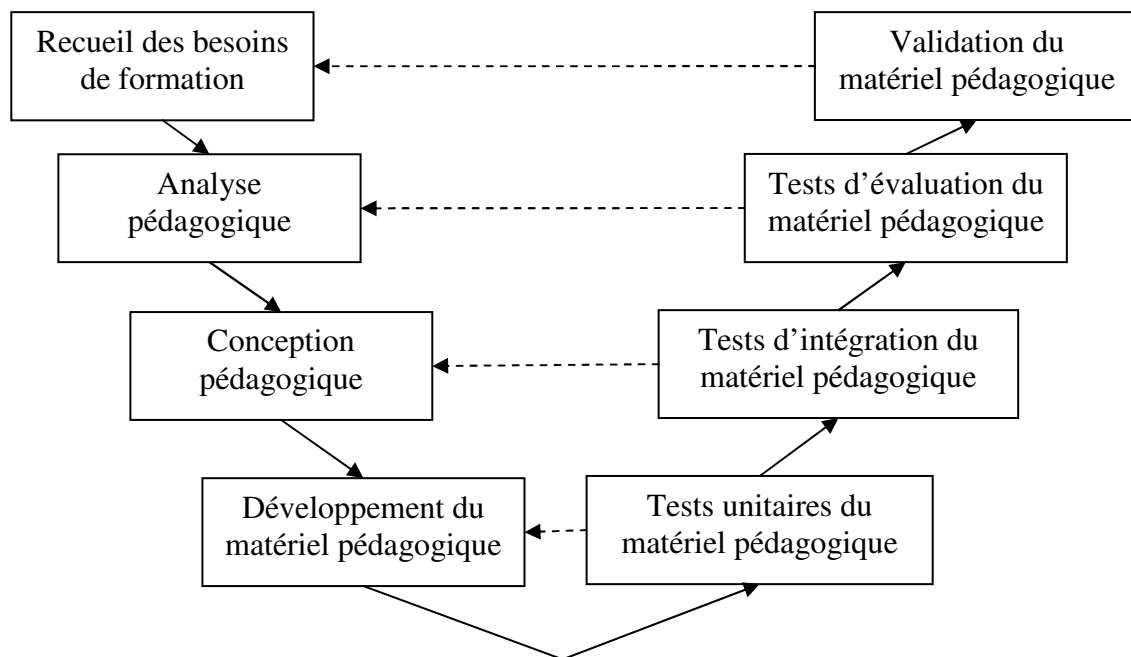 Recueil des besoins
de formation
Validation du
matériel pédagogique
Analyse
pédagogique
Tests d’évaluation du
matériel pédagogique
Conception
pédagogique
Tests d’intégration du
matériel pédagogique
Développement du
matériel pédagogique
Tests unitaires du
matériel pédagogique